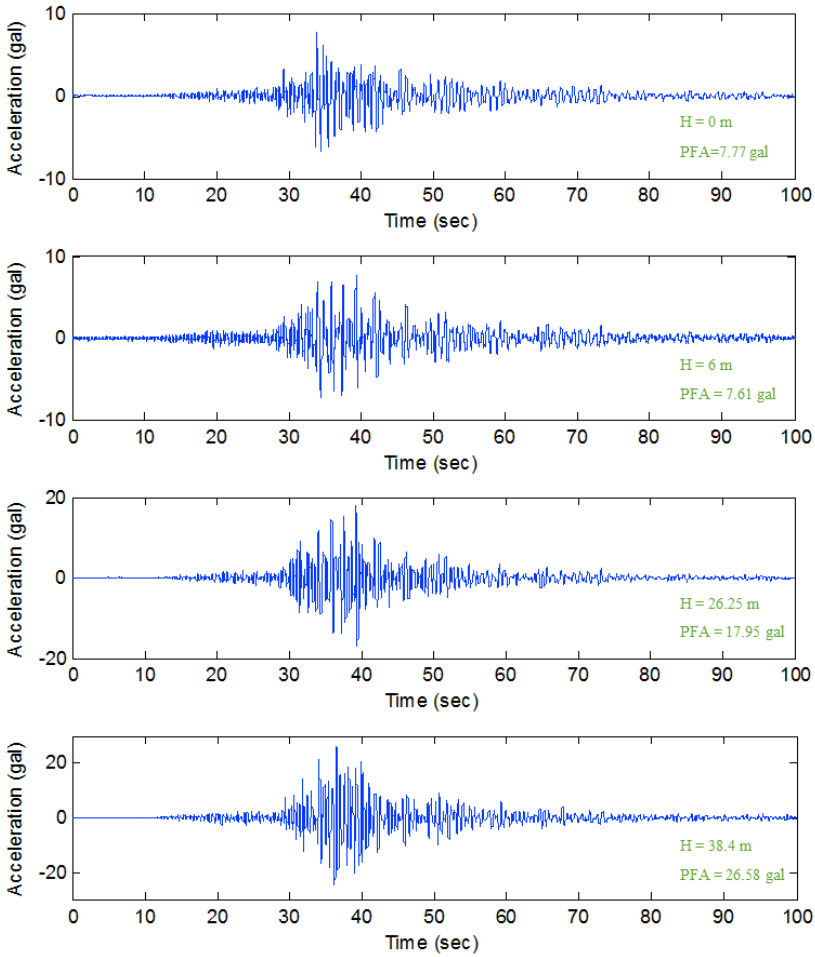 10
0
-10
Acceleration (gal)
0 10 20 30 40 50 60 70 80 90 100
Time (sec)
H = 0 m
PFA=7.77 gal
10
0
-10
Acceleration (gal)
0 10 20 30 40 50 60 70 80 90 100
Time (sec)
H = 6 m
PFA = 7.61 gal
20
0
-20
Acceleration (gal)
0 10 20 30 40 50 60 70 80 90 100
Time (sec)
H = 26.25 m
PFA = 17.95 gal
20
0
-20
Acceleration (gal)
0 10 20 30 40 50 60 70 80 90 100
Time (sec)
H = 38.4 m
PFA = 26.58 gal